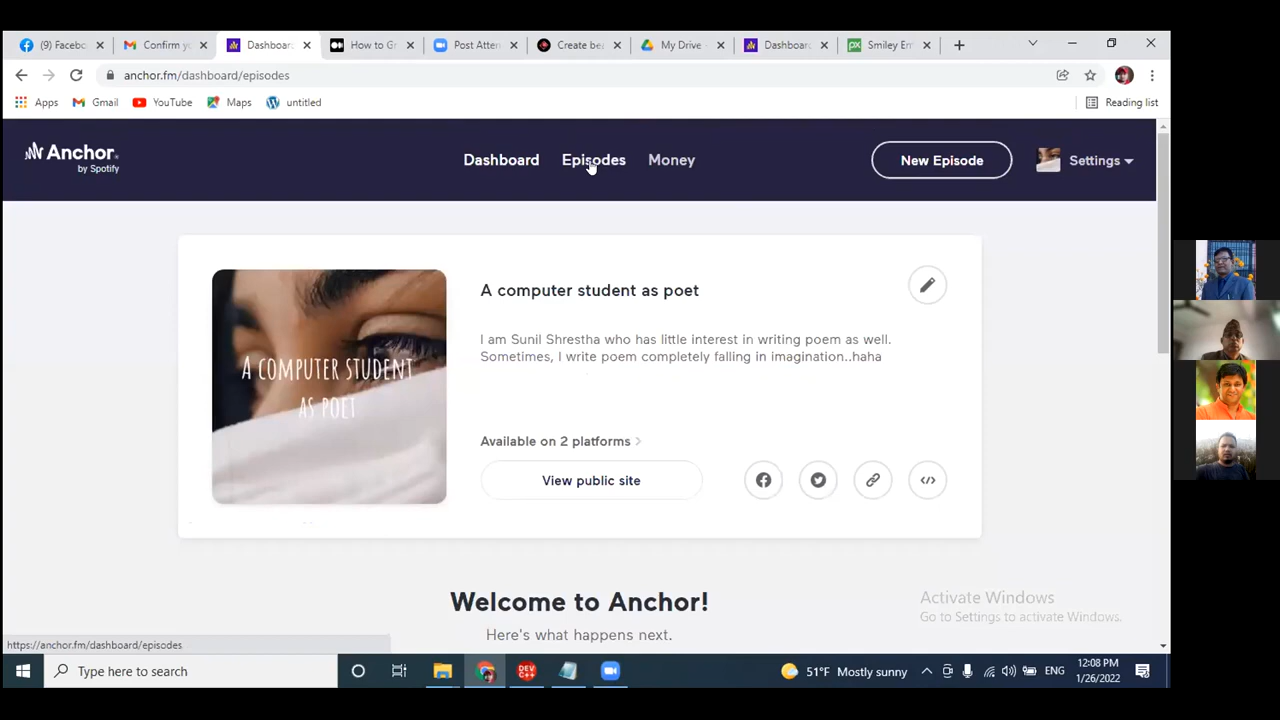 (9) Faceb
Confirm yo
Dashboar
How to Gr
Post Atten
Create bea
My Drive -
Dashboar
Smiley Em
anchor.fm/dashboard/episodes
Apps
Gmail
YouTube
Maps
untitled
Reading list
Anchor
by Spotify
Dashboard
Episodes
Money
New Episode
Settings
A COMPUTER STUDENT
AS POET
A computer student as poet
I am Sunil Shrestha who has little interest in writing poem as well.
Sometimes, I write poem completely falling in imagination..haha
Available on 2 platforms
View public site
Welcome to Anchor!
Here's what happens next.
Activate Windows
Go to Settings to activate Windows.
https://anchor.fm/dashboard/episodes
Type here to search
DEV
C++
51°F Mostly sunny
ENG
12:08 PM
1/26/2022